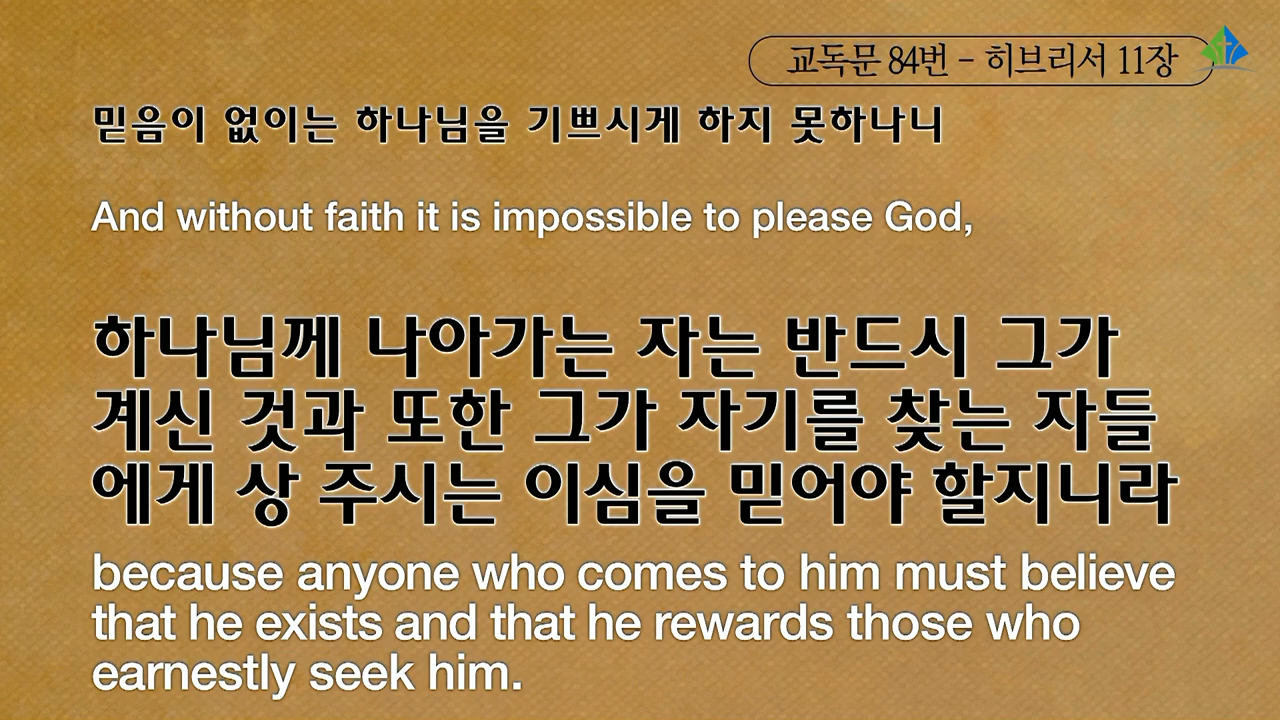 교독문 84번 - 히브리서 11장
믿음이 없이는 하나님을 기쁘시게 하지 못하나니
And without faith it is impossible to please God,
하나님께 나아가는 자는 반드시 그가
계신 것과 또한 그가 자기를 찾는 자들
에게 상 주시는 이심을 믿어야 할지니라
because anyone who comes to him must believe
that he exists and that he rewards those who
earnestly seek him.